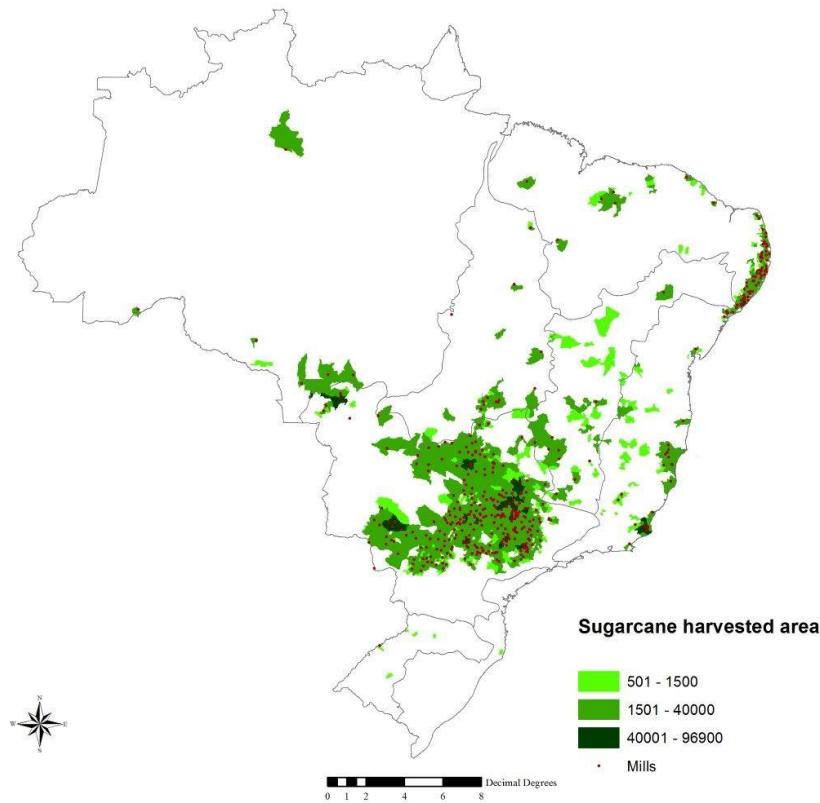 Sugarcane harvested area
501 - 1500
1501 - 40000
40001 - 96900
Mills
N
W E
S
Decimal Degrees
0 1 2 4 6 8